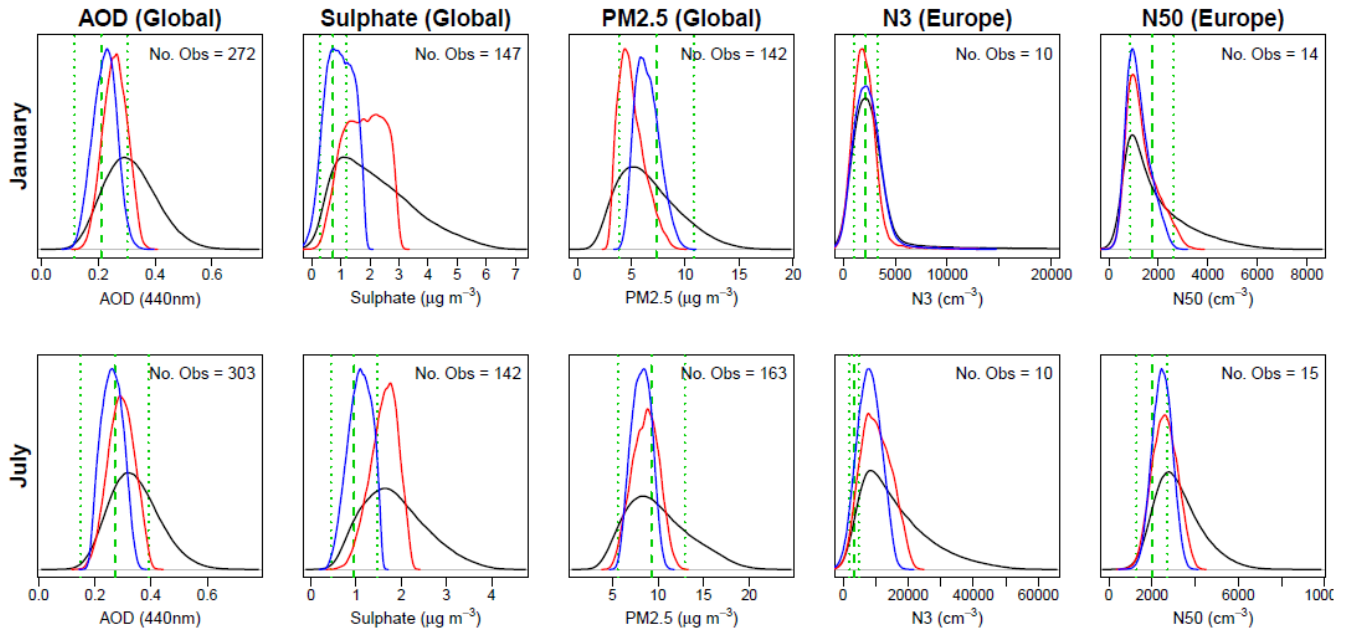 AOD (Global) Sulphate (Global) PM2.5 (Global) N3 (Europe) N50 (Europe)
January
No. Obs = 272 No. Obs = 147 No. Obs = 142 No. Obs = 10 No. Obs = 14
0.0 0.2 0.4 0.6 0 1 2 3 4 5 6 7 0 5 10 15 20 0 5000 10000 20000 0 2000 4000 6000 8000
AOD (440nm) Sulphate (μg m−3) PM2.5 (μg m−3) N3 (cm−3) N50 (cm−3)
July
No. Obs = 303 No. Obs = 142 No. Obs = 163 No. Obs = 10 No. Obs = 15
0.0 0.2 0.4 0.6 0 1 2 3 4 5 10 15 20 0 20000 40000 60000 0 2000 6000 10000
AOD (440nm) Sulphate (μg m−3) PM2.5 (μg m−3) N3 (cm−3) N50 (cm−3)